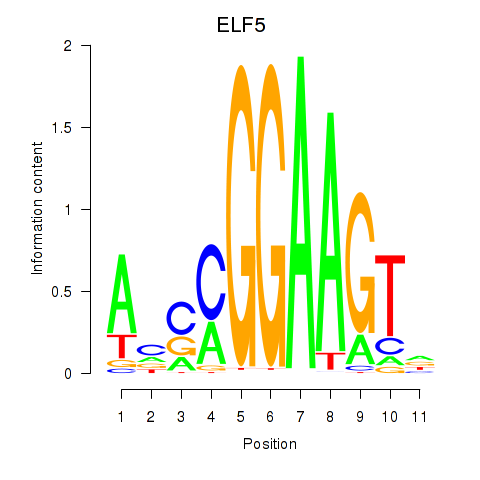 ELF5
Information content
2
1.5
1
0.5
0
A T G C
C A G T
C G A
C A G
G
G
A
A T
G A C T
T C A G
A G T C
1 2 3 4 5 6 7 8 9 10 11
Position